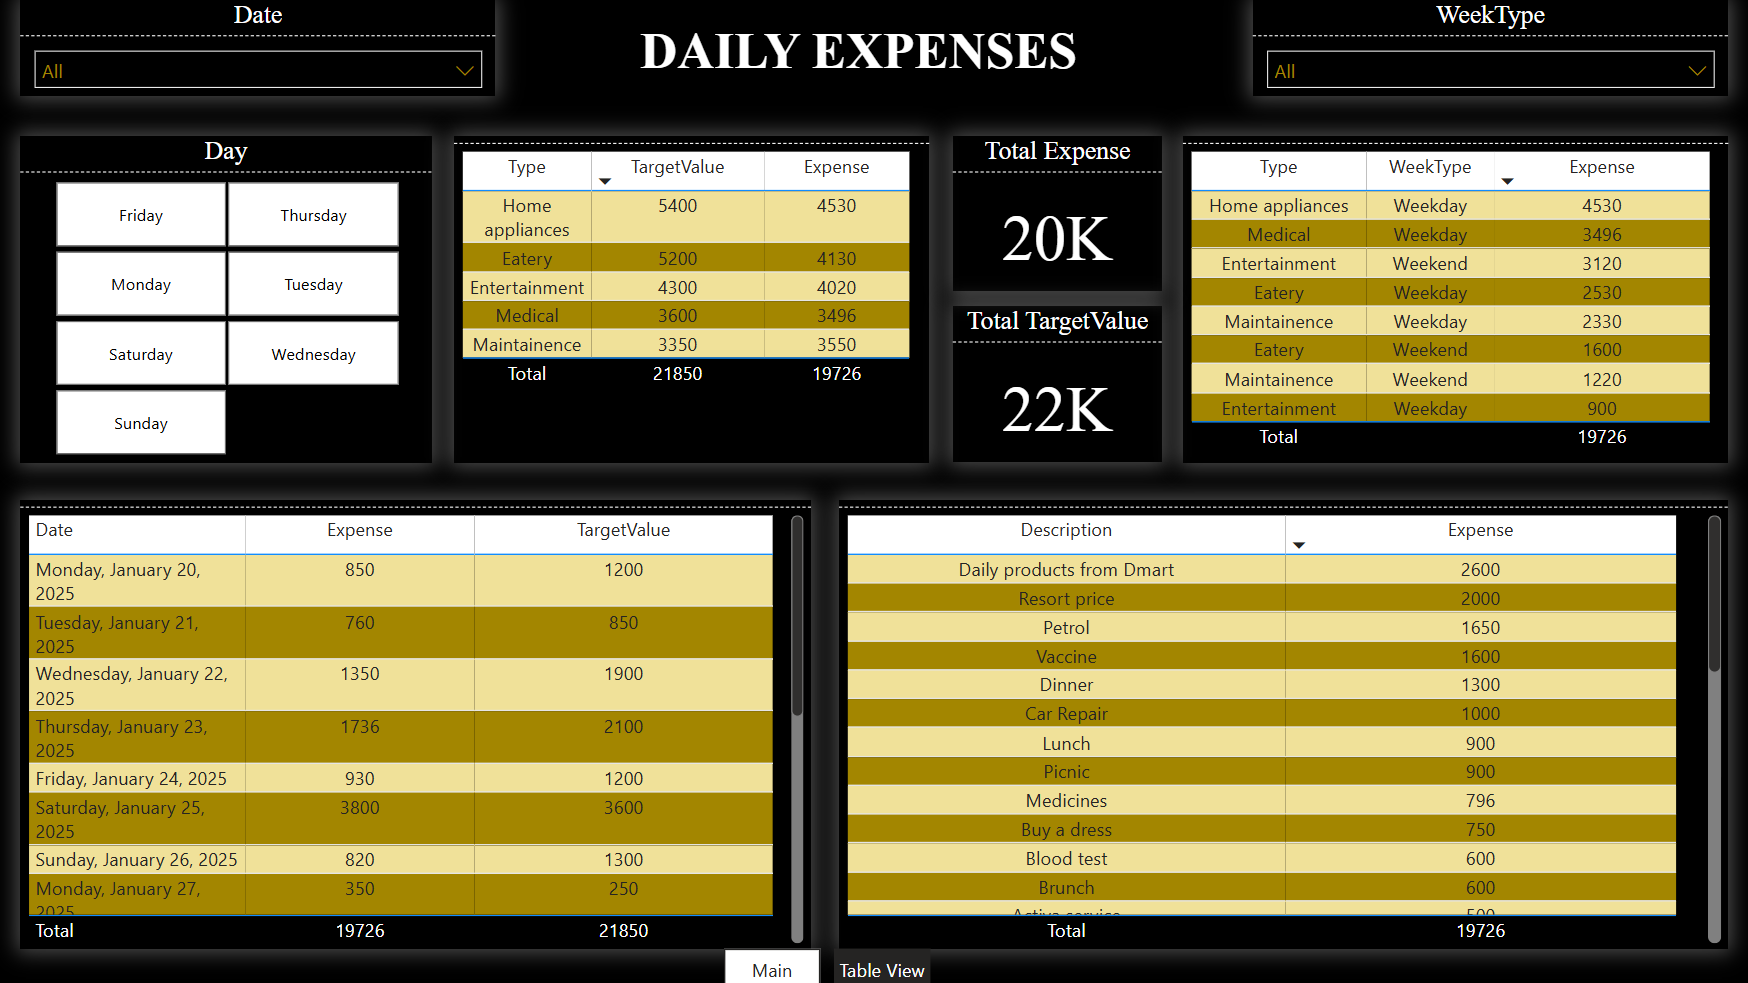 Date
All
DAILY EXPENSES
WeekType
All
Day
Friday
Thursday
Monday
Tuesday
Saturday
Wednesday
Sunday
Type TargetValue Expense
Home appliances 5400 4530
Eatery 5200 4130
Entertainment 4300 4020
Medical 3600 3496
Maintainence 3350 3550
Total 21850 19726
Total Expense
20K
Total TargetValue
22K
Type WeekType Expense
Home appliances Weekday 4530
Medical Weekday 3496
Entertainment Weekend 3120
Eatery Weekday 2530
Maintainence Weekday 2330
Eatery Weekend 1600
Maintainence Weekend 1220
Entertainment Weekday 900
Total 19726
Date Expense TargetValue
Monday, January 20, 2025 850 1200
Tuesday, January 21, 2025 760 850
Wednesday, January 22, 2025 1350 1900
Thursday, January 23, 2025 1736 2100
Friday, January 24, 2025 930 1200
Saturday, January 25, 2025 3800 3600
Sunday, January 26, 2025 820 1300
Monday, January 27, 2025 350 250
Total 19726 21850
Description Expense
Daily products from Dmart 2600
Resort price 2000
Petrol 1650
Vaccine 1600
Dinner 1300
Car Repair 1000
Lunch 900
Picnic 900
Medicines 796
Buy a dress 750
Blood test 600
Brunch 600
Total 19726
Main
Table View